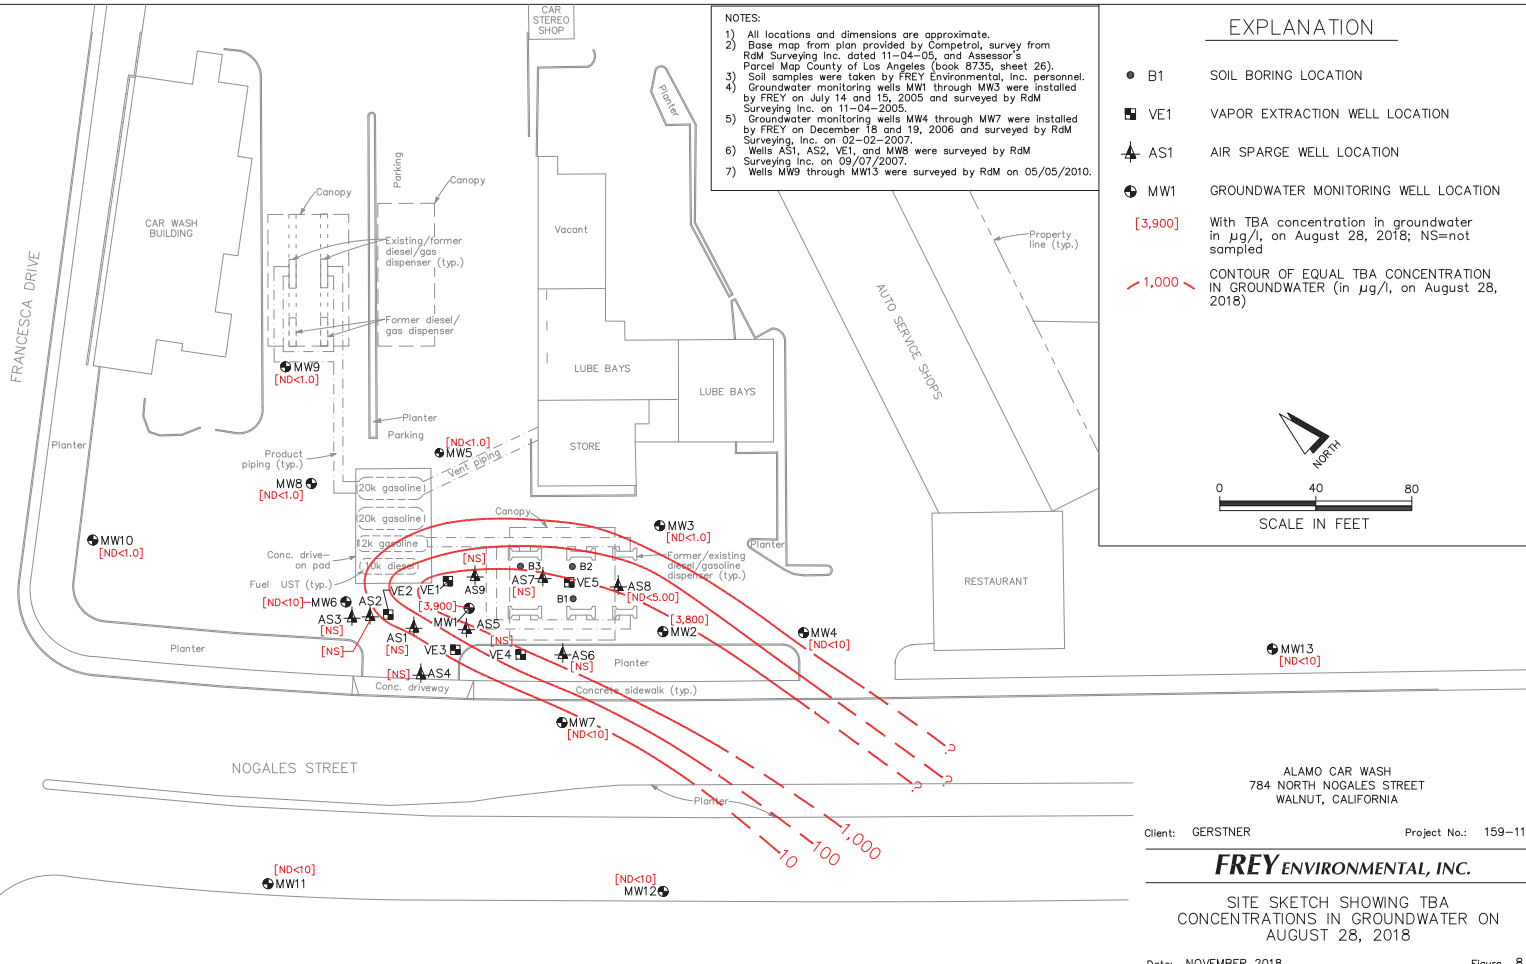 CAR
STEREO
SHOP
NOTES:
1) All locations and dimensions are approximate.
2) Base map from plan provided by Competrol, survey from
RdM Surveying Inc. dated 11-04-05, and Assessor's
Parcel Map County of Los Angeles (book 8735, sheet 26).
3) Soil samples were taken by FREY Environmental, Inc. personnel.
4) Groundwater monitoring wells MW1 through MW3 were installed
by FREY on July 14 and 15, 2005 and surveyed by RdM
Surveying Inc. on 11-04-2005.
5) Groundwater monitoring wells MW4 through MW7 were installed
by FREY on December 18 and 19, 2006 and surveyed by RdM
Surveying, Inc. on 02-02-2007.
6) Wells AS1, AS2, VE1, and MW8 were surveyed by RdM
Surveying Inc. on 09/07/2007.
7) Wells MW9 through MW13 were surveyed by RdM on 05/05/2010.
EXPLANATION
B1 SOIL BORING LOCATION
VE1 VAPOR EXTRACTION WELL LOCATION
AS1 AIR SPARGE WELL LOCATION
MW1 GROUNDWATER MONITORING WELL LOCATION
[3,900] With TBA concentration in groundwater
in µg/l, on August 28, 2018; NS=not
sampled
1,000 CONTOUR OF EQUAL TBA CONCENTRATION
IN GROUNDWATER (in µg/l, on August 28,
2018)
NORTH
0 40 80
SCALE IN FEET
Planter
Parking
Canopy
Canopy
CAR WASH
BUILDING
Existing/former
diesel/gas
dispenser (typ.)
Former diesel/
gas dispenser
Vacant
Property
line (typ.)
FRANCESCA DRIVE
AUTO SERVICE SHOPS
MW9
[ND<1.0]
LUBE BAYS
LUBE BAYS
STORE
Planter
Parking
Planter
Product
piping (typ.)
[ND<1.0]
MW5
Vent piping
MW8
[ND<1.0]
20k gasoline
20k gasoline
12k gasoline
10k diesel
Canopy
MW3
[ND<1.0]
Planter
MW10
[ND<1.0]
Conc. drive-
on pad
Fuel UST (typ.)
Former/existing
diesel/gasoline
dispenser (typ.)
RESTAURANT
[NS]
B3
B2
AS7
[NS]
VE5
AS8
[ND<5.00]
B1
VE2
VE1
AS9
[ND<10]
MW6
AS2
[3,900]
MW1
AS5
[NS]
AS3
[NS]
[NS]
AS1
[NS]
VE3
VE4
AS6
[NS]
[3,800]
MW2
MW4
[ND<10]
MW13
[ND<10]
Planter
Planter
[NS]
AS4
Conc. driveway
Concrete sidewalk (typ.)
MW7
[ND<10]
?
?
?
NOGALES STREET
Planter
10
100
1,000
[ND<10]
MW11
[ND<10]
MW12
ALAMO CAR WASH
784 NORTH NOGALES STREET
WALNUT, CALIFORNIA
Client: GERSTNER Project No.: 159-11
FREY ENVIRONMENTAL, INC.
SITE SKETCH SHOWING TBA
CONCENTRATIONS IN GROUNDWATER ON
AUGUST 28, 2018
Date: NOVEMBER 2018 Figure 8